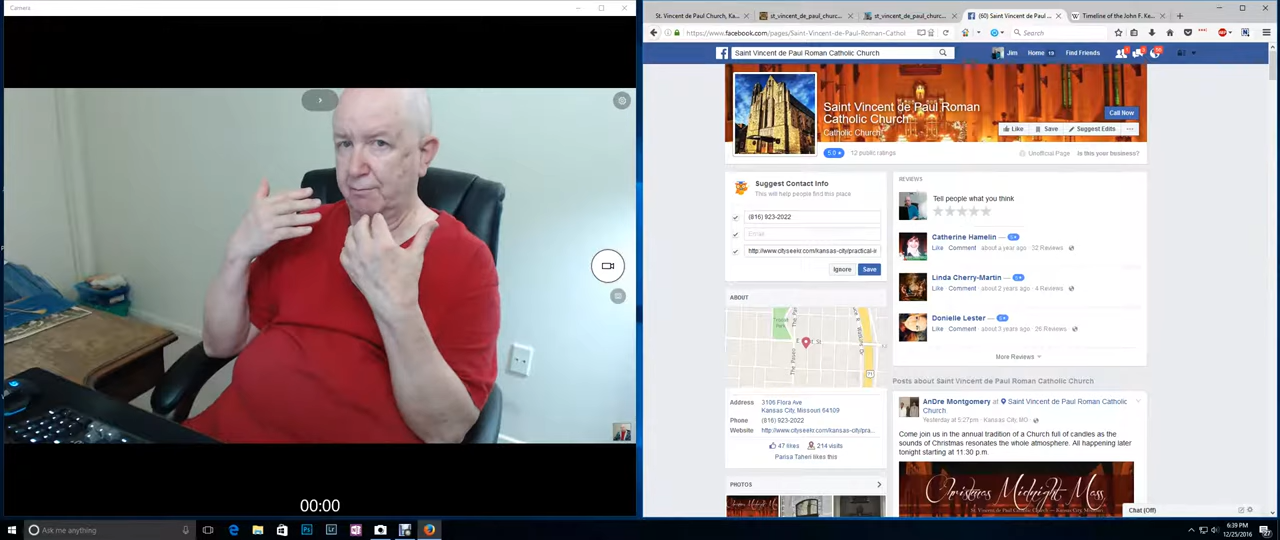 Camera
00:00
St. Vincent de Paul Church, Ka...
st_vincent_de_paul_churc...
st_vincent_de_paul_churc...
(60) Saint Vincent de Pau...
Timeline of the John F. Ke...
https://www.facebook.com/pages/Saint-Vincent-de-Paul-Roman-Cathol
Search
Saint Vincent de Paul Roman Catholic Church
Jim
Home
Find Friends
Saint Vincent de Paul Roman
Catholic Church
Catholic Church
Call Now
Like
Save
Suggest Edits
5.0
12 public ratings
Unofficial Page
Is this your business?
Suggest Contact Info
This will help people find this place
(816) 923-2022
Email
http://www.cityseekr.com/kansas-city/practical-ir
Ignore
Save
REVIEWS
Tell people what you think
Catherine Hamelin —
Like · Comment · about a year ago · 32 Reviews
Linda Cherry-Martin —
Like · Comment · about 2 years ago · 4 Reviews
Donielle Lester —
Like · Comment · about 3 years ago · 26 Reviews
More Reviews
ABOUT
Address
3106 Flora Ave
Kansas City, Missouri 64109
Phone
(816) 923-2022
Website
http://www.cityseekr.com/kansas-city/prac...
47 likes
214 visits
Parisa Taheri likes this
PHOTOS
Posts about Saint Vincent de Paul Roman Catholic Church
AnDre Montgomery at Saint Vincent de Paul Roman Catholic
Church
Yesterday at 5:27pm · Kansas City, MO
Come join us in the annual tradition of a Church full of candles as the
sounds of Christmas resonates the whole atmosphere. All happening later
tonight starting at 11:30 p.m.
Christmas Midnight Mass
Chat (Off)
Ask me anything
6:39 PM
12/25/2016